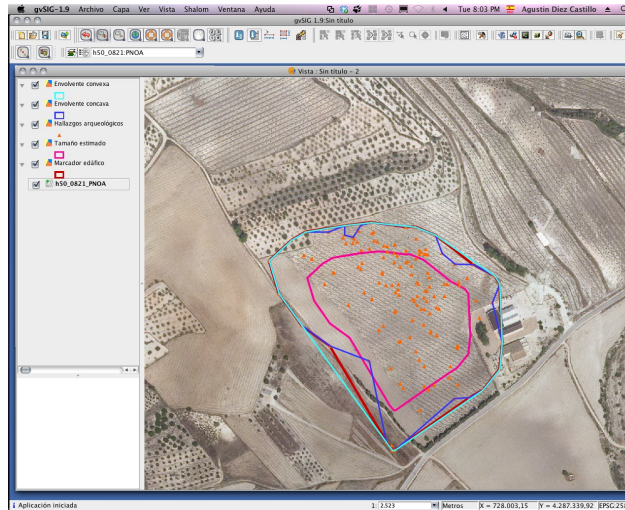 gvSIG-1.9 Archivo Capa Ver Vista Shalom Ventana Ayuda Tue 8:03 PM Agustin Diez Castillo
gvSIG 1.9:Sin título
h50_0821:PNOA
Vista : Sin título - 2
Envolvente convexa
Envolvente concava
Hallazgos arqueológicos
Tamaño estimado
Marcador edáfico
h50_0821_PNOA
Aplicación iniciada 1: 2.523 Metros X = 728.003,15 Y = 4.287.339,92 EPSG:25